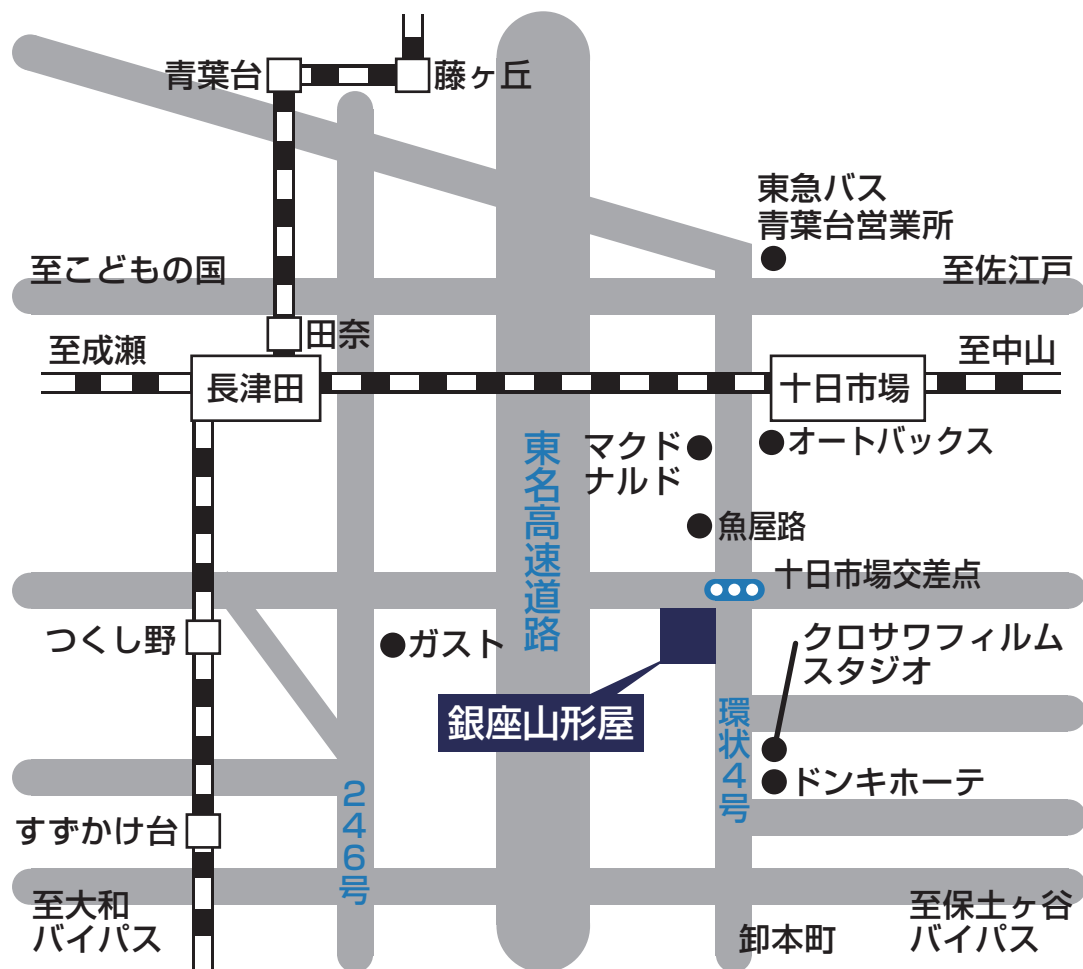 青葉台
藤ヶ丘
東急バス
青葉台営業所
至こどもの国
至佐江戸
田奈
至成瀬
至中山
長津田
十日市場
東名高速道路
マクド
ナルド
オートバックス
魚屋路
十日市場交差点
つくし野
ガスト
クロサワフィルム
スタジオ
銀座山形屋
環状4号
ドンキホーテ
246号
すずかけ台
至大和
バイパス
至保土ヶ谷
バイパス
卸本町